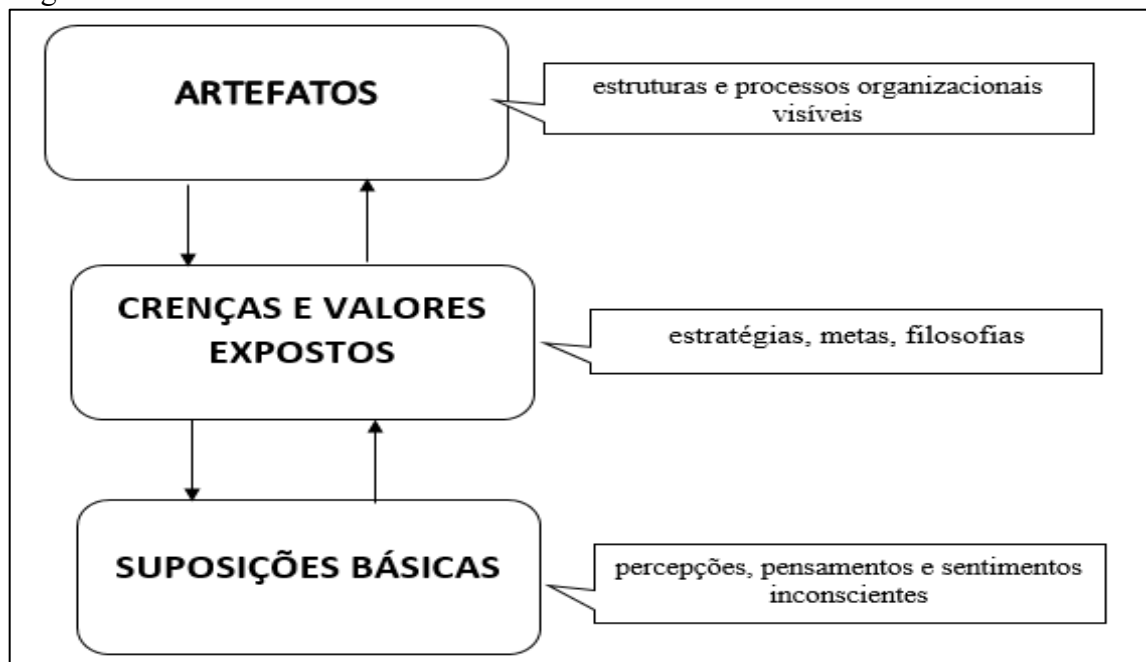 ARTEFATOS
estruturas e processos organizacionais
visíveis
CRENÇAS E VALORES
EXPOSTOS
estratégias, metas, filosofias
SUPOSIÇÕES BÁSICAS
percepções, pensamentos e sentimentos
inconscientes